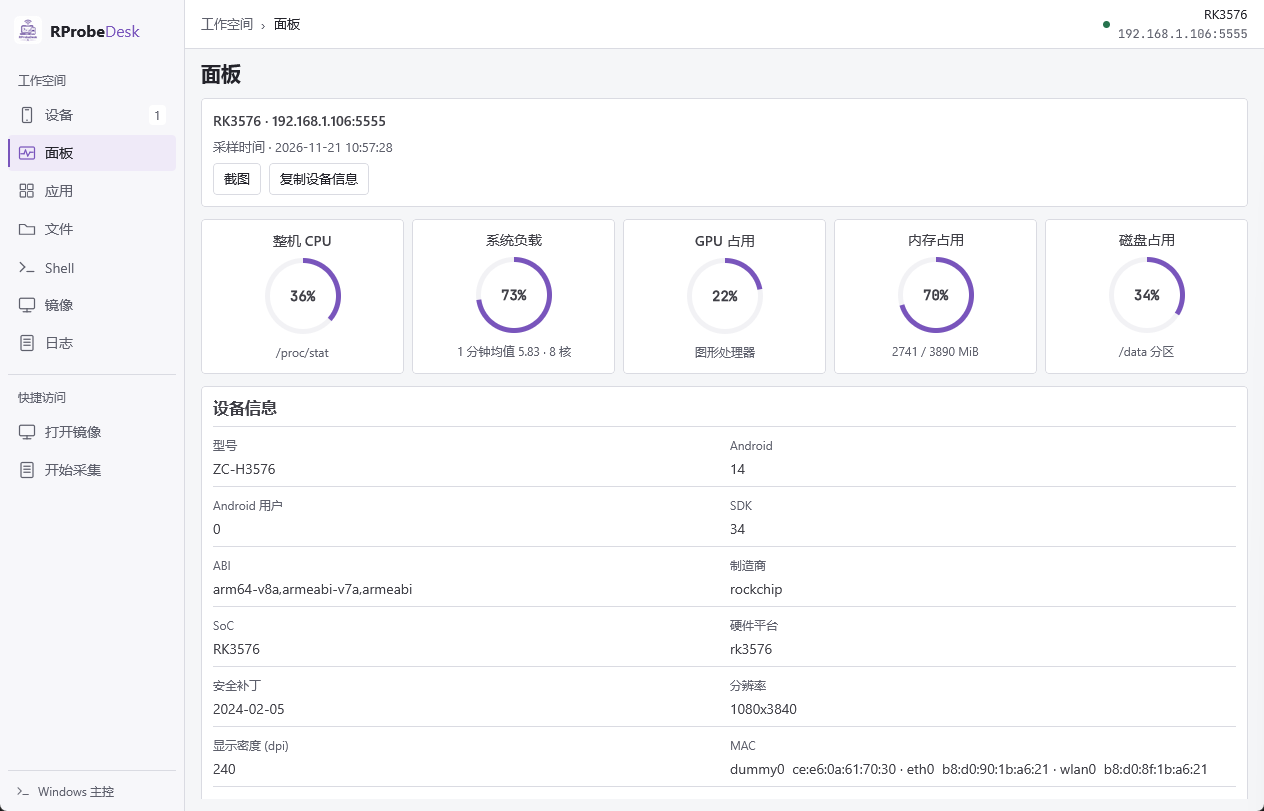 RProbeDesk
工作空间
设备 1
面板
应用
文件
Shell
镜像
日志
快捷访问
打开镜像
开始采集
Windows 主控
工作空间 › 面板
RK3576
192.168.1.106:5555
面板
RK3576 · 192.168.1.106:5555
采样时间 · 2026-11-21 10:57:28
截图 复制设备信息
整机 CPU
36%
/proc/stat
系统负载
73%
1 分钟均值 5.83 · 8 核
GPU 占用
22%
图形处理器
内存占用
70%
2741 / 3890 MiB
磁盘占用
34%
/data 分区
设备信息
型号
ZC-H3576
Android
14
Android 用户
0
SDK
34
ABI
arm64-v8a,armeabi-v7a,armeabi
制造商
rockchip
SoC
RK3576
硬件平台
rk3576
安全补丁
2024-02-05
分辨率
1080x3840
显示密度 (dpi)
240
MAC
dummy0 ce:e6:0a:61:70:30 · eth0 b8:d0:90:1b:a6:21 · wlan0 b8:d0:8f:1b:a6:21